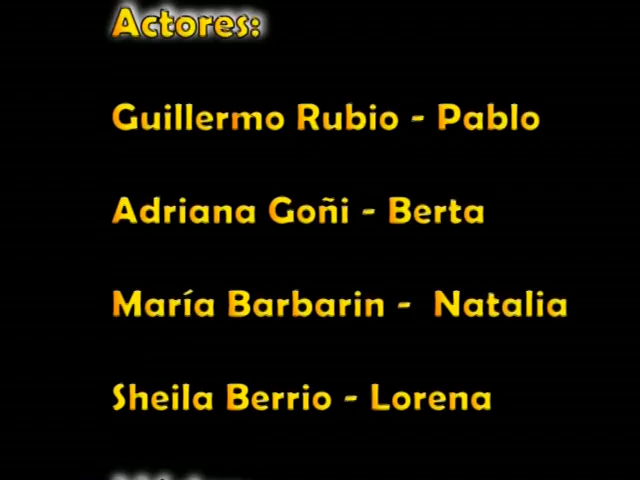 Actores:
Guillermo Rubio - Pablo
Adriana Goñi - Berta
María Barbarin - Natalia
Sheila Berrio - Lorena